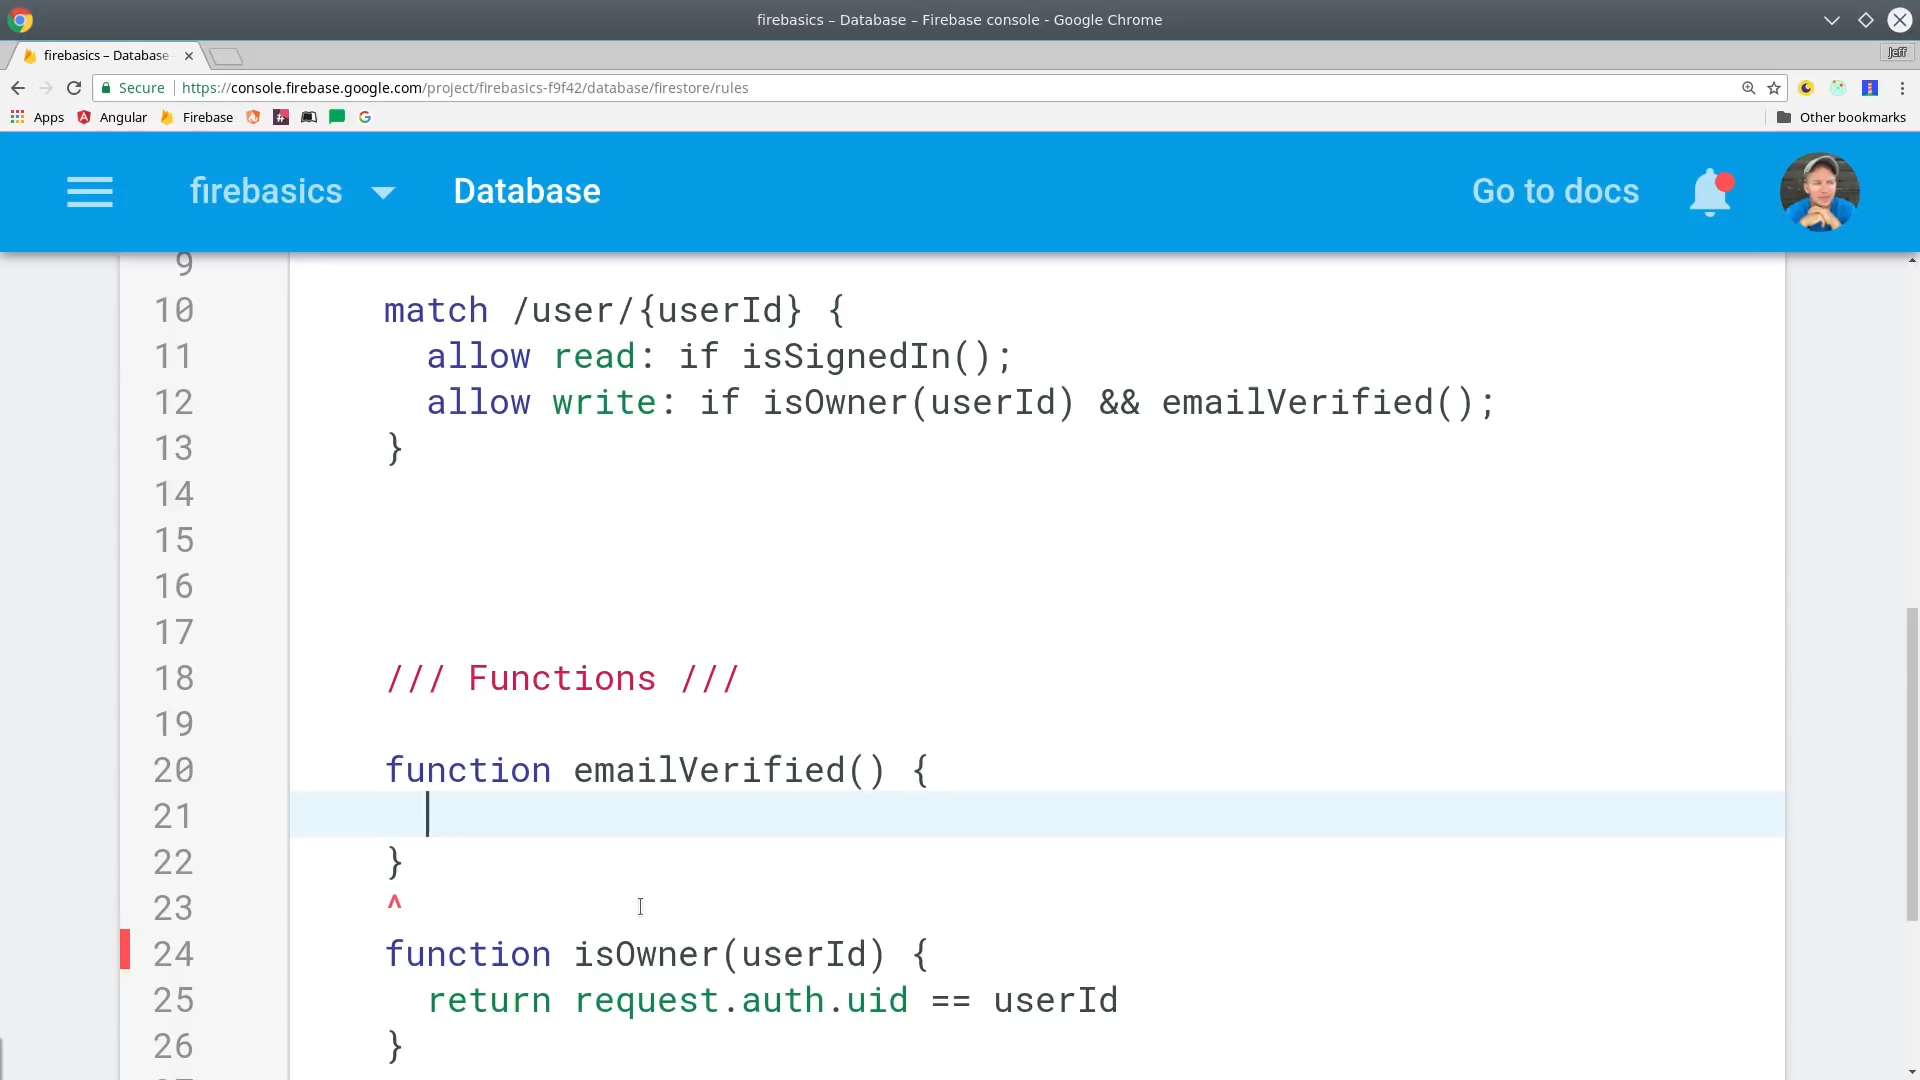 firebasics – Database – Firebase console - Google Chrome
firebasics – Database
Jeff
Secure
https://console.firebase.google.com/project/firebasics-f9f42/database/firestore/rules
Apps
Angular
Firebase
Other bookmarks
firebasics
Database
Go to docs
9
10 match /user/{userId} {
11 allow read: if isSignedIn();
12 allow write: if isOwner(userId) && emailVerified();
13 }
14
15
16
17
18 /// Functions ///
19
20 function emailVerified() {
21
22 }
23 ^
24 function isOwner(userId) {
25 return request.auth.uid == userId
26 }